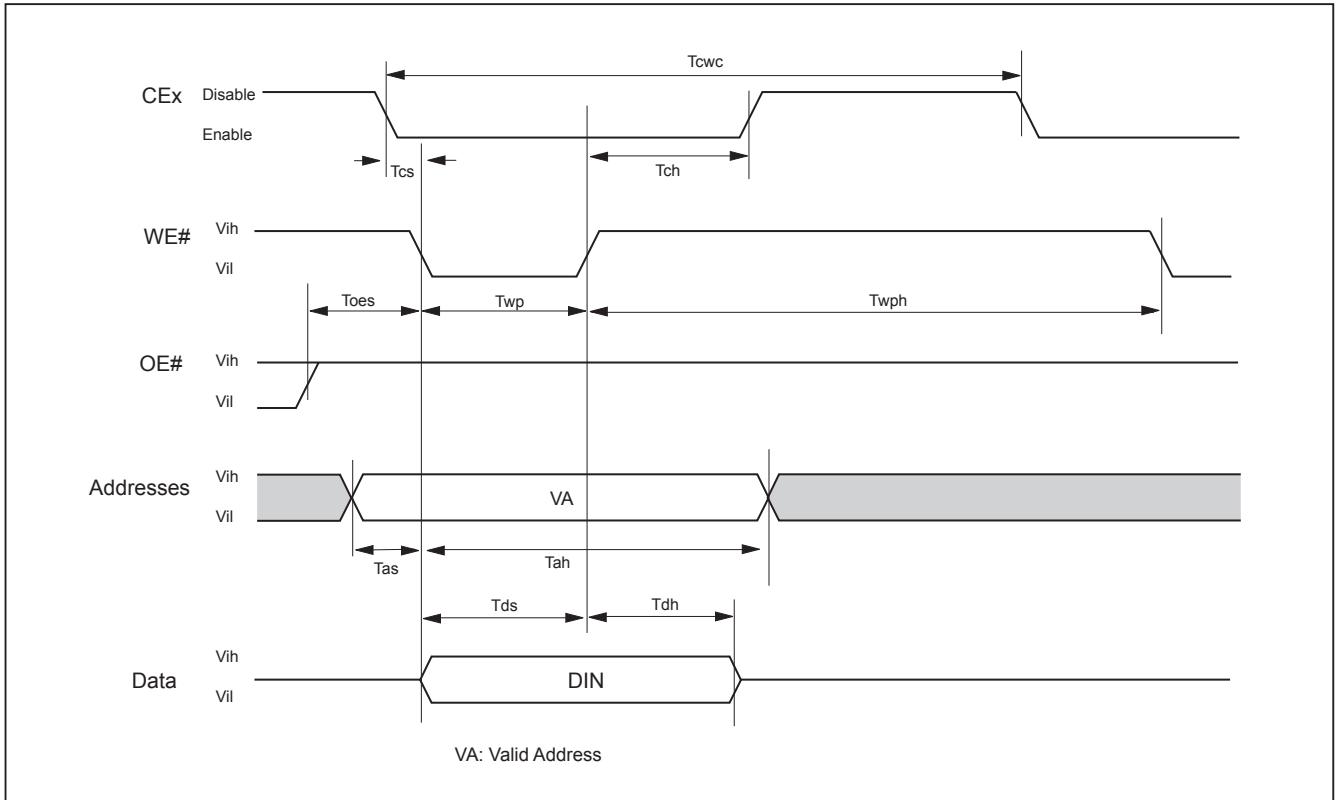 Tcwc
CEx Disable
Enable
Tcs
Tch
WE# Vih
Vil
Toes Twp Twph
OE# Vih
Vil
Addresses Vih
VA
Vil
Tas Tah
Tds Tdh
Data Vih
DIN
Vil
VA: Valid Address